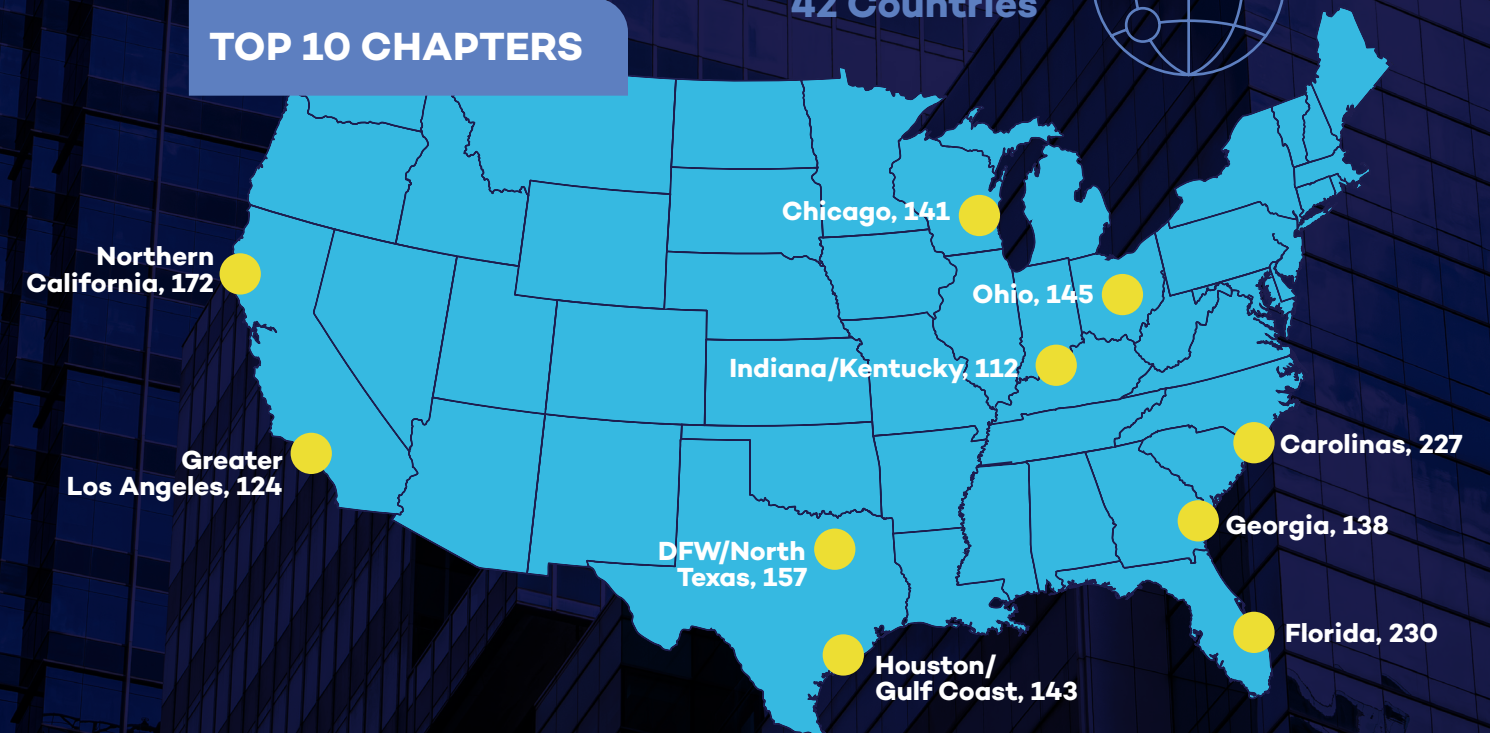 42 Countries
TOP 10 CHAPTERS
Chicago, 141
Northern
California, 172
Ohio, 145
Indiana/Kentucky, 112
Carolinas, 227
Greater
Los Angeles, 124
Georgia, 138
DFW/North
Texas, 157
Florida, 230
Houston/
Gulf Coast, 143